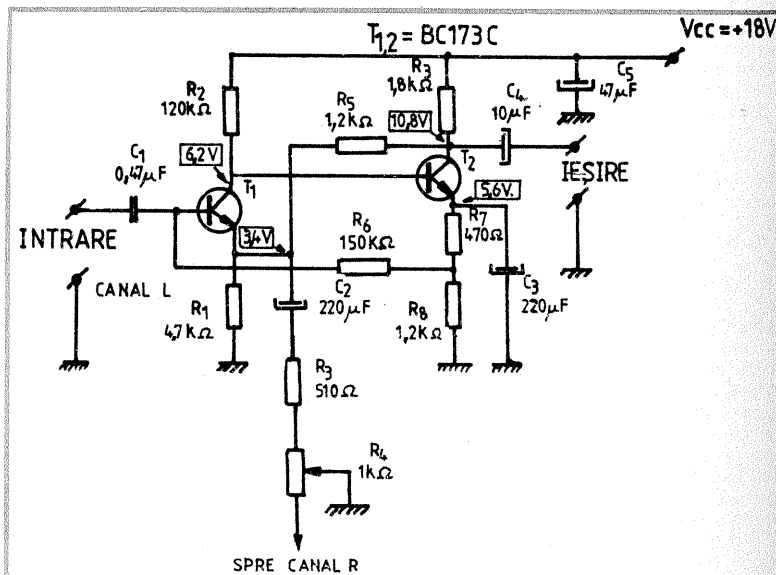 T1,2 = BC173C
Vcc = +18V
R2
120kΩ
R3
1,8kΩ
C5
47µF
R5
1,2kΩ
10,8V
C4
10µF
C1
0,47µF
6,2V
T1
T2
IEȘIRE
5,6V.
INTRARE
3,4V
R6
150kΩ
R7
470Ω
CANAL L
R1
4,7kΩ
C2
220µF
R8
1,2kΩ
C3
220µF
R3
510Ω
R4
1kΩ
SPRE CANAL R